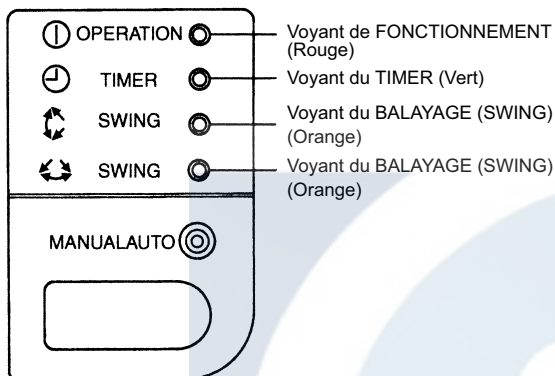 OPERATION
Voyant de FONCTIONNEMENT
(Rouge)
TIMER
Voyant du TIMER (Vert)
SWING
Voyant du BALAYAGE (SWING)
(Orange)
SWING
Voyant du BALAYAGE (SWING)
(Orange)
MANUALAUTO